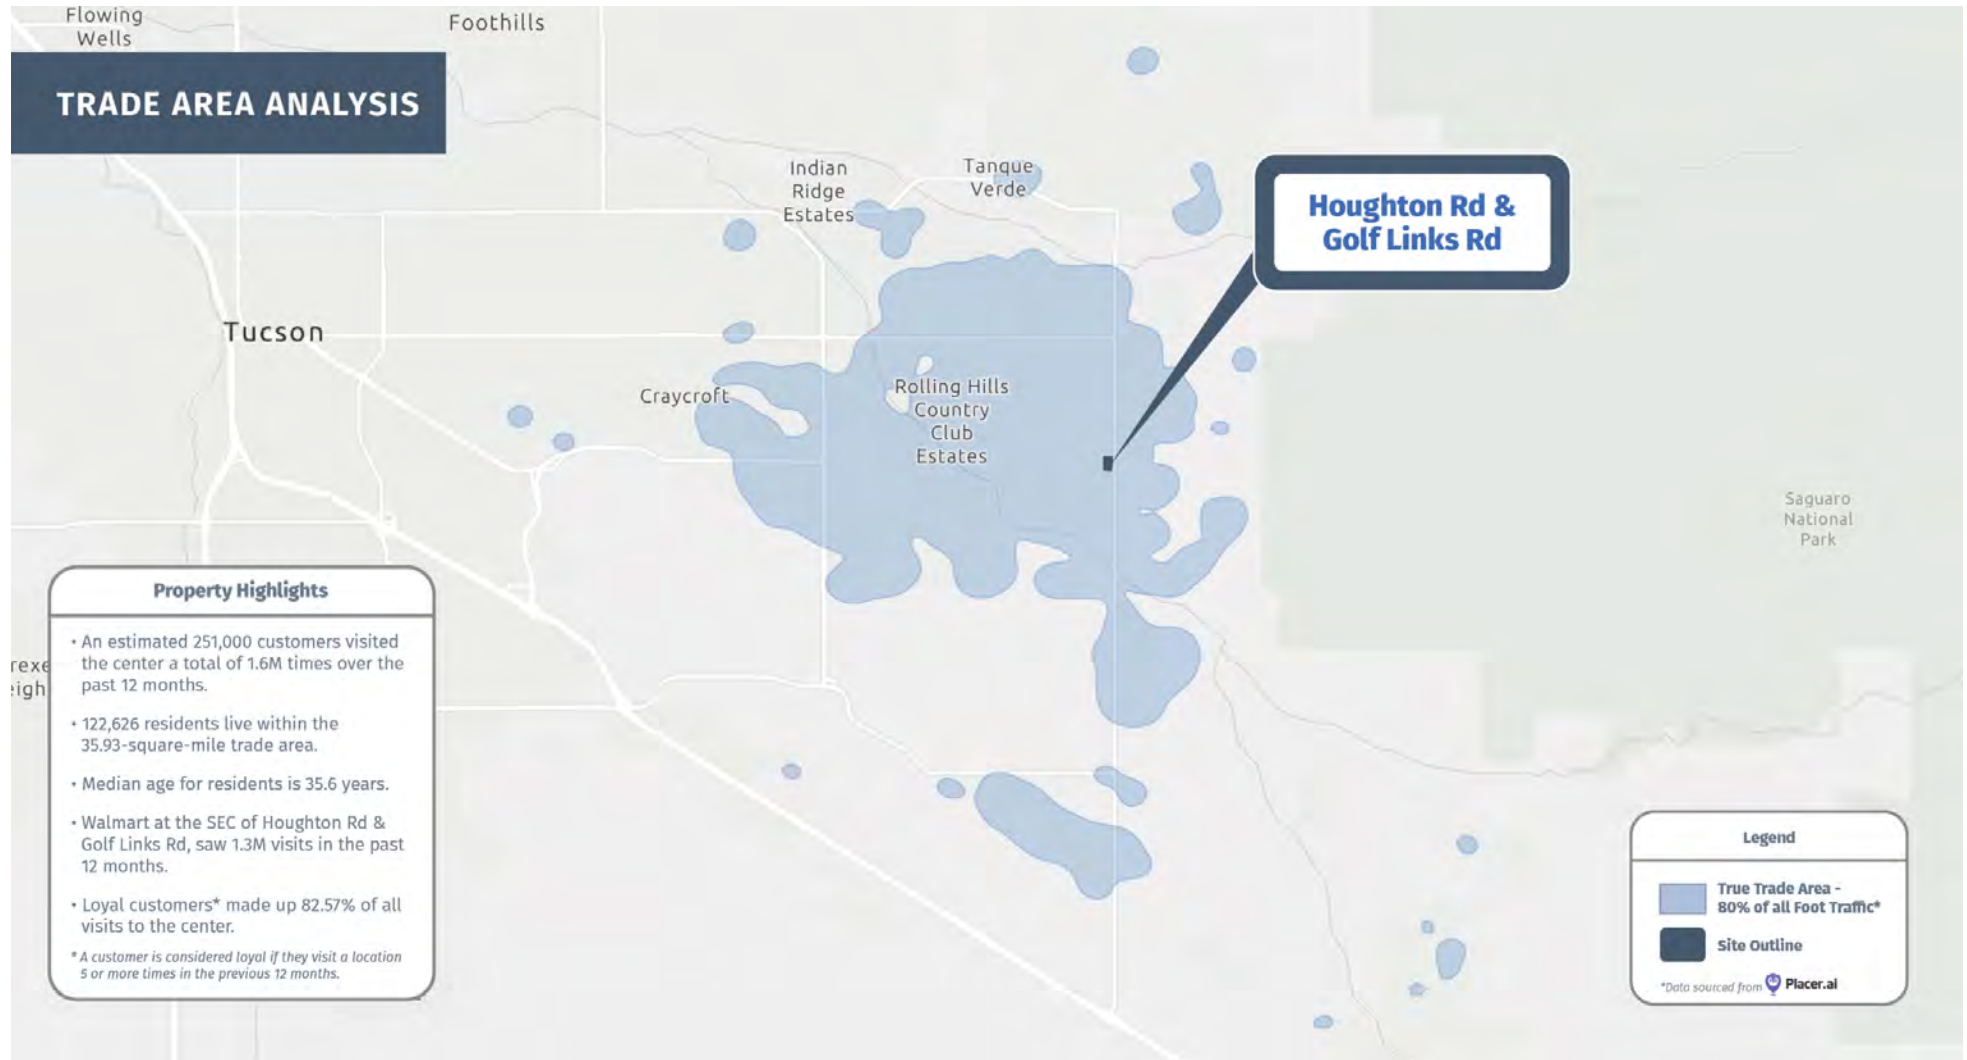 Flowing
Wells
Foothills
TRADE AREA ANALYSIS
Indian
Ridge
Estates
Tanque
Verde
Houghton Rd &
Golf Links Rd
Tucson
Craycroft
Rolling Hills
Country
Club
Estates
Saguaro
National
Park
rexe
eigh
Property Highlights
• An estimated 251,000 customers visited
the center a total of 1.6M times over the
past 12 months.
• 122,626 residents live within the
35.93-square-mile trade area.
• Median age for residents is 35.6 years.
• Walmart at the SEC of Houghton Rd &
Golf Links Rd, saw 1.3M visits in the past
12 months.
• Loyal customers* made up 82.57% of all
visits to the center.
* A customer is considered loyal if they visit a location
5 or more times in the previous 12 months.
Legend
True Trade Area -
80% of all Foot Traffic*
Site Outline
*Data sourced from Placer.ai